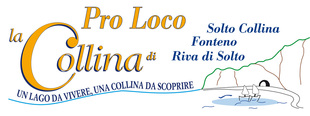 Pro Loco
la Collina di
Solto Collina
Fonteno
Riva di Solto
UN LAGO DA VIVERE, UNA COLLINA DA SCOPRIRE